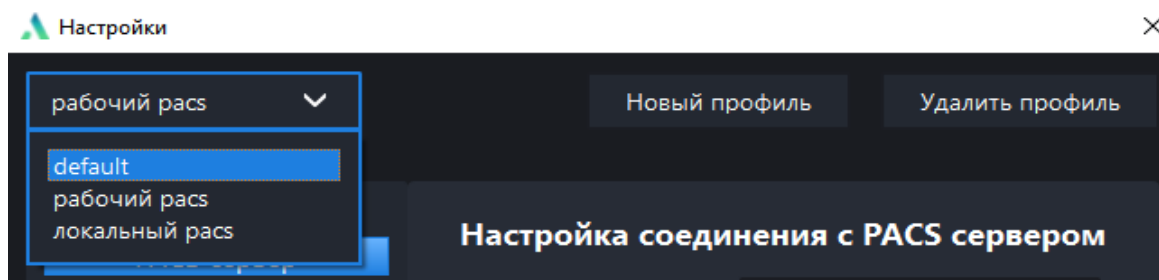 Настройки
рабочий pacs
Новый профиль
Удалить профиль
default
рабочий pacs
локальный pacs
Настройка соединения с PACS сервером